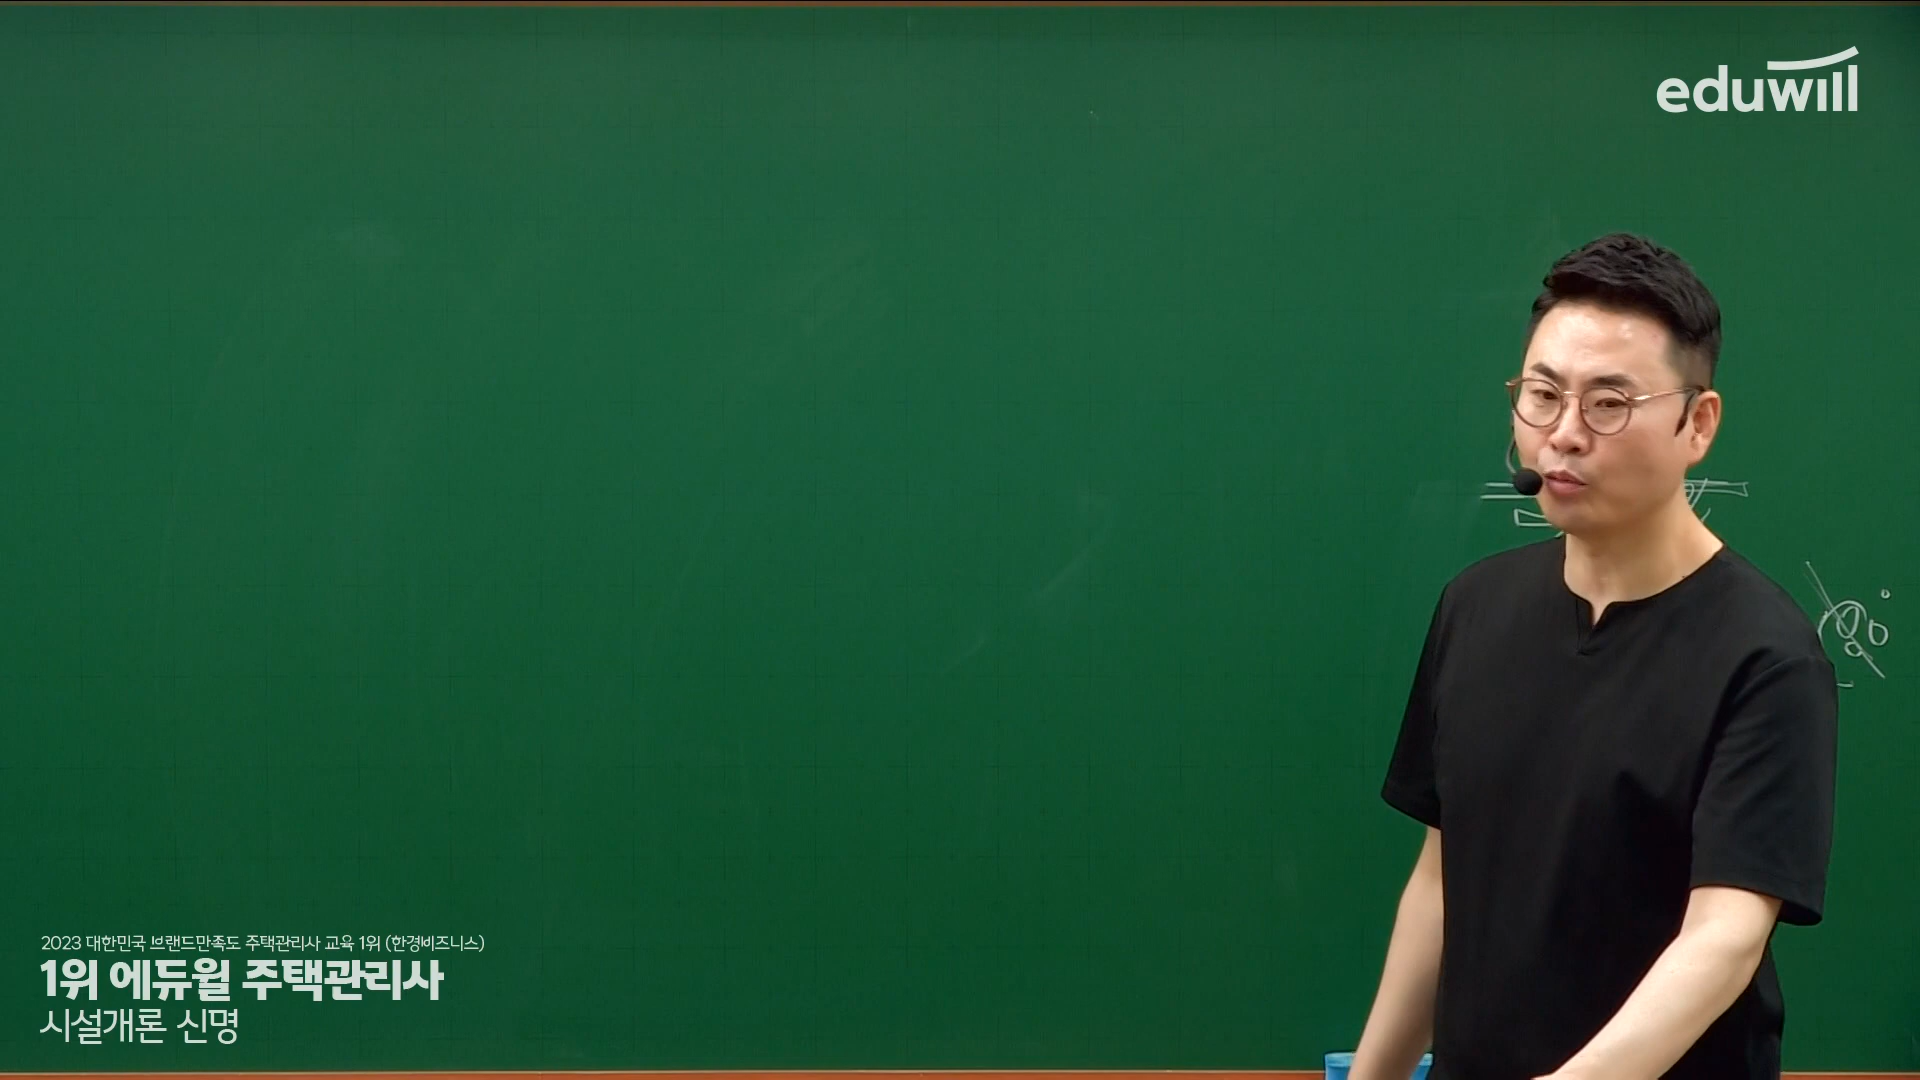 eduwill
2023 대한민국 브랜드만족도 주택관리사 교육 1위 (한경비즈니스)
1위 에듀윌 주택관리사
시설개론 신명